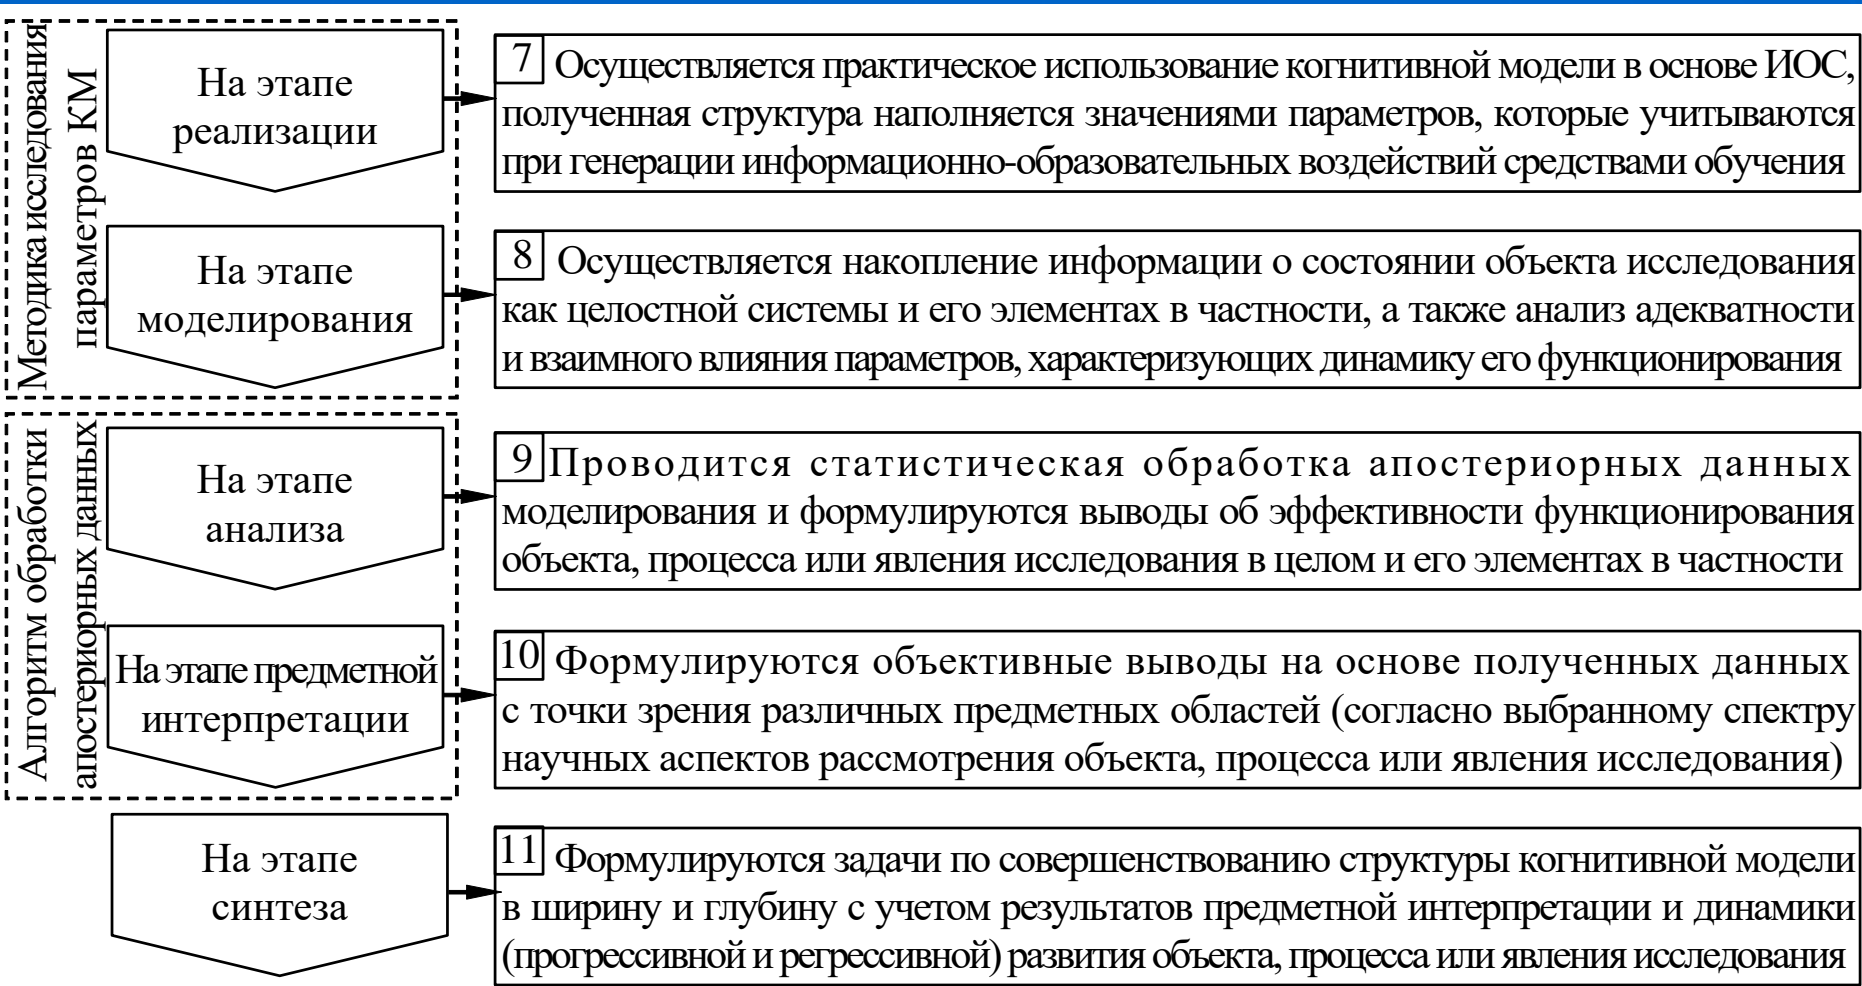 Методика исследования
параметров КМ
На этапе
реализации
7 Осуществляется практическое использование когнитивной модели в основе ИОС,
полученная структура наполняется значениями параметров, которые учитываются
при генерации информационно-образовательных воздействий средствами обучения
На этапе
моделирования
8 Осуществляется накопление информации о состоянии объекта исследования
как целостной системы и его элементах в частности, а также анализ адекватности
и взаимного влияния параметров, характеризующих динамику его функционирования
Алгоритм обработки
апостериорных данных
На этапе
анализа
9 Проводится статистическая обработка апостериорных данных
моделирования и формулируются выводы об эффективности функционирования
объекта, процесса или явления исследования в целом и его элементах в частности
На этапе предметной
интерпретации
10 Формулируются объективные выводы на основе полученных данных
с точки зрения различных предметных областей (согласно выбранному спектру
научных аспектов рассмотрения объекта, процесса или явления исследования)
На этапе
синтеза
11 Формулируются задачи по совершенствованию структуры когнитивной модели
в ширину и глубину с учетом результатов предметной интерпретации и динамики
(прогрессивной и регрессивной) развития объекта, процесса или явления исследования